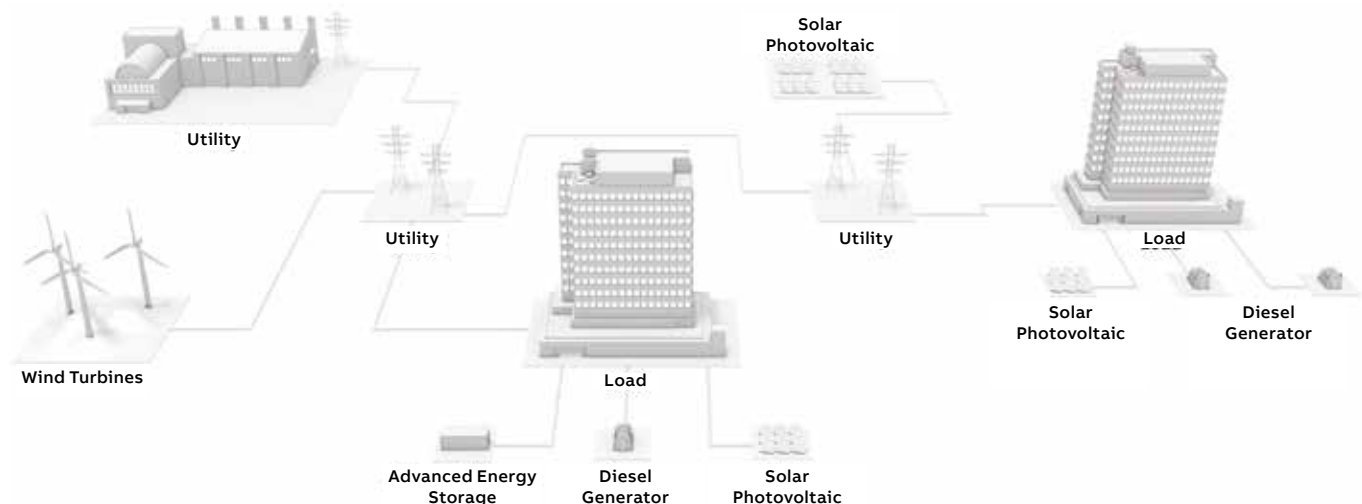 Solar
Photovoltaic
Utility
Utility
Utility
Load
Solar
Photovoltaic
Diesel
Generator
Wind Turbines
Load
Advanced Energy
Storage
Diesel
Generator
Solar
Photovoltaic